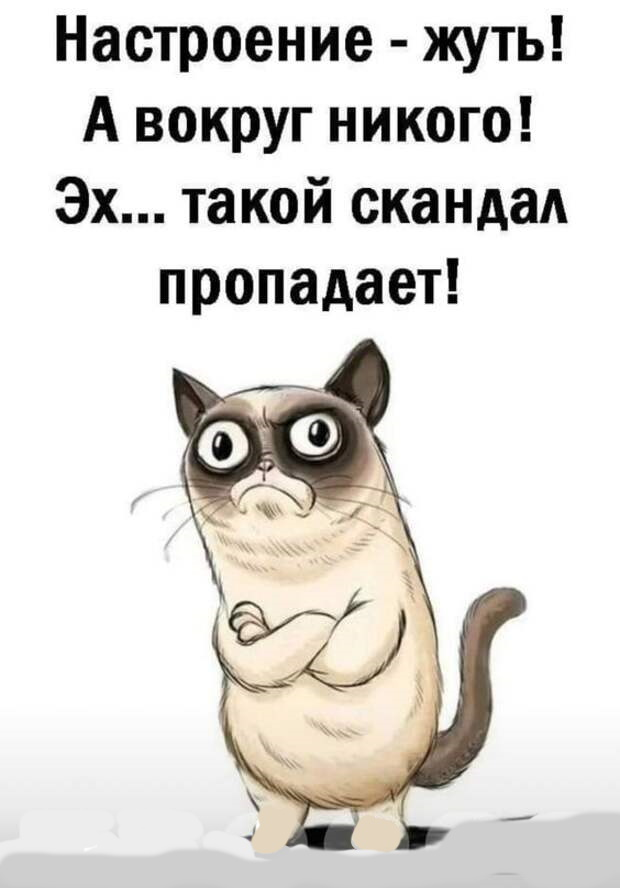 Настроение - жуть!
А вокруг никого!
Эх... такой скандал
пропадает!